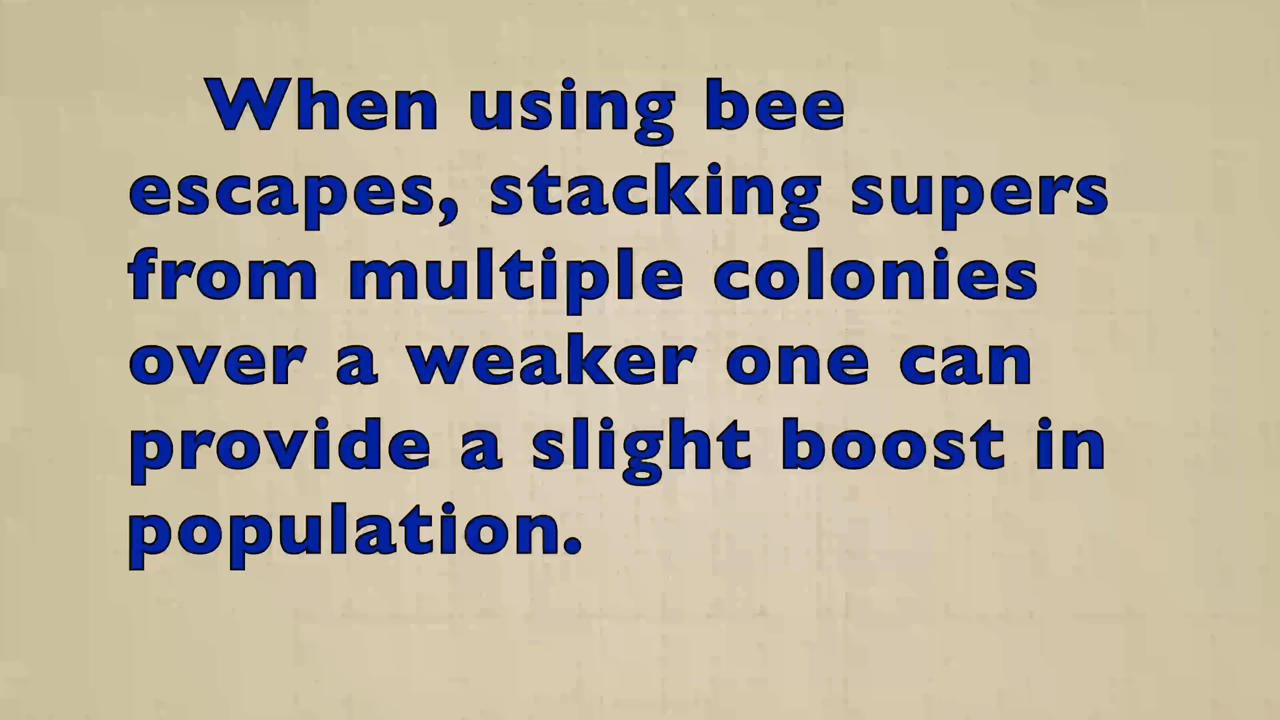 When using bee
escapes, stacking supers
from multiple colonies
over a weaker one can
provide a slight boost in
population.